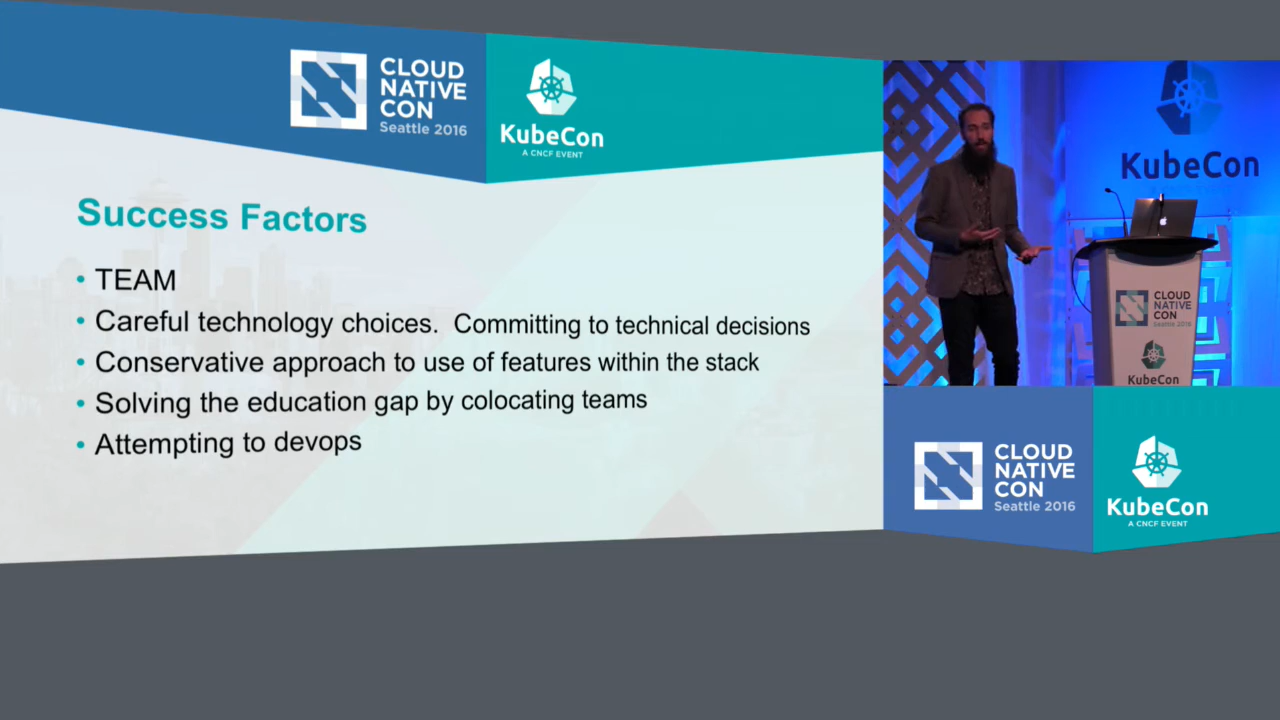 CLOUD
NATIVE
CON
Seattle 2016
KubeCon
A CNCF EVENT
Success Factors
• TEAM
• Careful technology choices.  Committing to technical decisions
• Conservative approach to use of features within the stack
• Solving the education gap by colocating teams
• Attempting to devops
KubeCon
CLOUD
NATIVE
CON
Seattle 2016
KubeCon
CLOUD
NATIVE
CON
Seattle 2016
KubeCon
A CNCF EVENT